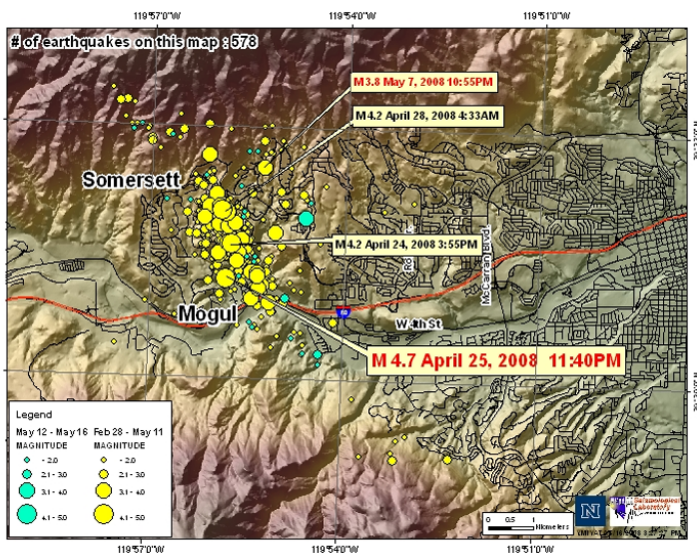 119°57'0"W 119°54'0"W 119°51'0"W
# of earthquakes on this map : 578
M 3.8 May 7, 2008 10:55PM
M 4.2 April 28, 2008 4:33AM
Somersett
M 4.2 April 24, 2008 3:55PM
McCarran Blvd
Mogul
W 4th St
M 4.7 April 25, 2008 11:40PM
Legend
May 12 - May 16 Feb 28 - May 11
MAGNITUDE MAGNITUDE
- 2.0 - 2.0
2.1 - 3.0 2.1 - 3.0
3.1 - 4.0 3.1 - 4.0
4.1 - 5.0 4.1 - 5.0
N
Seismological
Laboratory
0 0.5 1
Kilometers
119°57'0"W 119°54'0"W 119°51'0"W